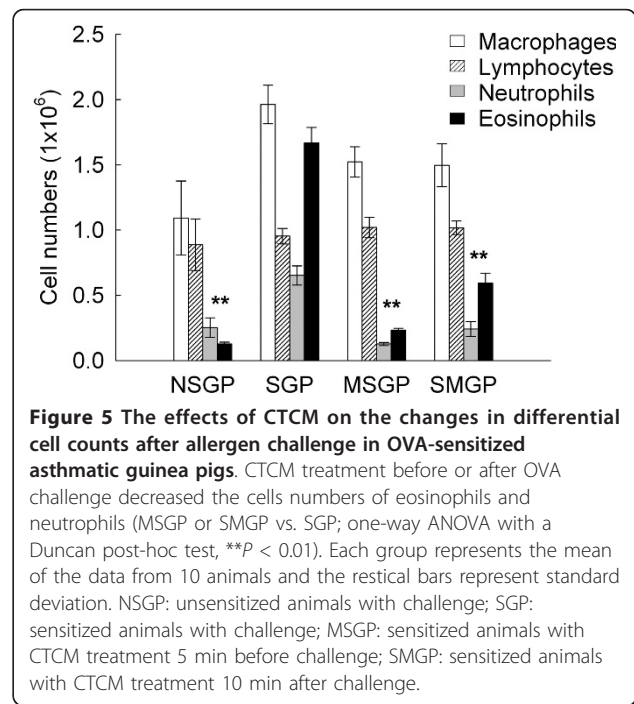 2.5
2.0
1.5
1.0
0.5
0.0
Cell numbers (1x10⁶)
Macrophages
Lymphocytes
Neutrophils
Eosinophils
**
**
**
NSGP SGP MSGP SMGP
Figure 5 The effects of CTCM on the changes in differential
cell counts after allergen challenge in OVA-sensitized
asthmatic guinea pigs. CTCM treatment before or after OVA
challenge decreased the cells numbers of eosinophils and
neutrophils (MSGP or SMGP vs. SGP; one-way ANOVA with a
Duncan post-hoc test, **P < 0.01). Each group represents the mean
of the data from 10 animals and the restical bars represent standard
deviation. NSGP: unsensitized animals with challenge; SGP:
sensitized animals with challenge; MSGP: sensitized animals with
CTCM treatment 5 min before challenge; SMGP: sensitized animals
with CTCM treatment 10 min after challenge.